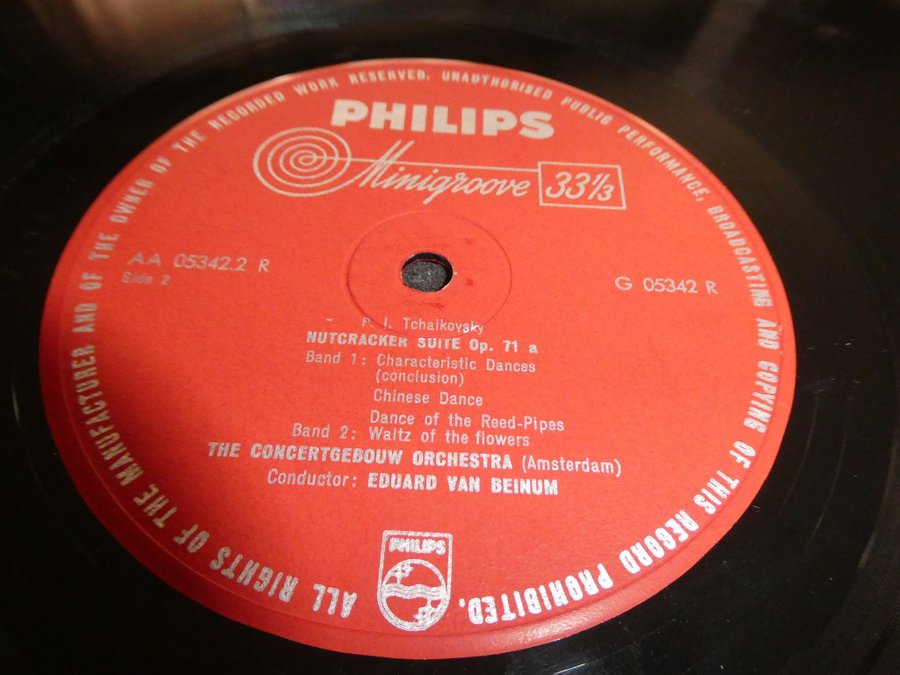 ALL RIGHTS OF THE MANUFACTURER AND OF THE OWNER OF THE RECORDED WORK RESERVED. UNAUTHORISED PUBLIC PERFORMANCE, BROADCASTING AND COPYING OF THIS RECORD PROHIBITED.
PHILIPS
Minigroove 33 1/3
AA 05342.2 R
Side 2
G 05342 R
P. I. Tchaikovsky
NUTCRACKER SUITE Op. 71 a
Band 1: Characteristic Dances
(conclusion)
Chinese Dance
Dance of the Reed-Pipes
Band 2: Waltz of the flowers
THE CONCERTGEBOUW ORCHESTRA (Amsterdam)
Conductor: EDUARD VAN BEINUM
PHILIPS